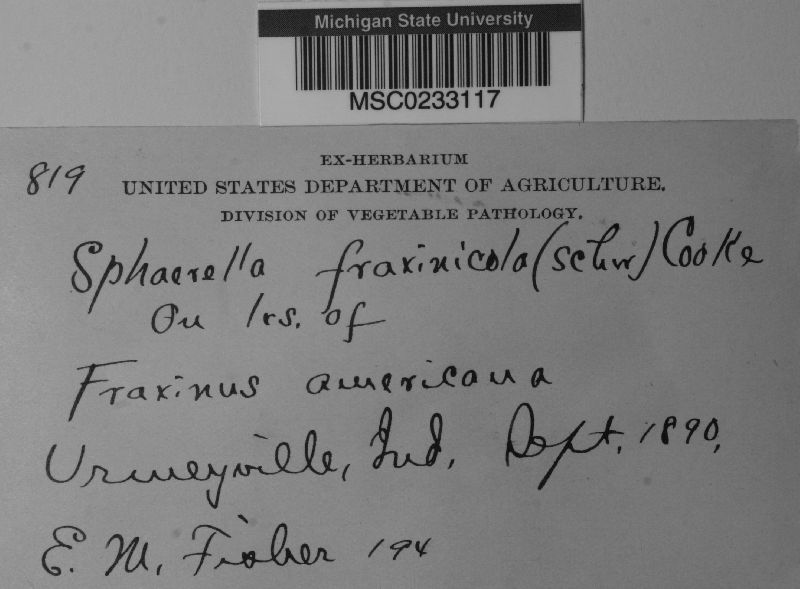 Michigan State University
MSC0233117
819
EX-HERBARIUM
UNITED STATES DEPARTMENT OF AGRICULTURE.
DIVISION OF VEGETABLE PATHOLOGY.
Sphaerella fraxinicola (Schw) Cooke
On lvs. of
Fraxinus americana
Urmeyville, Ind, Sept, 1890,
E. M. Fisher 194